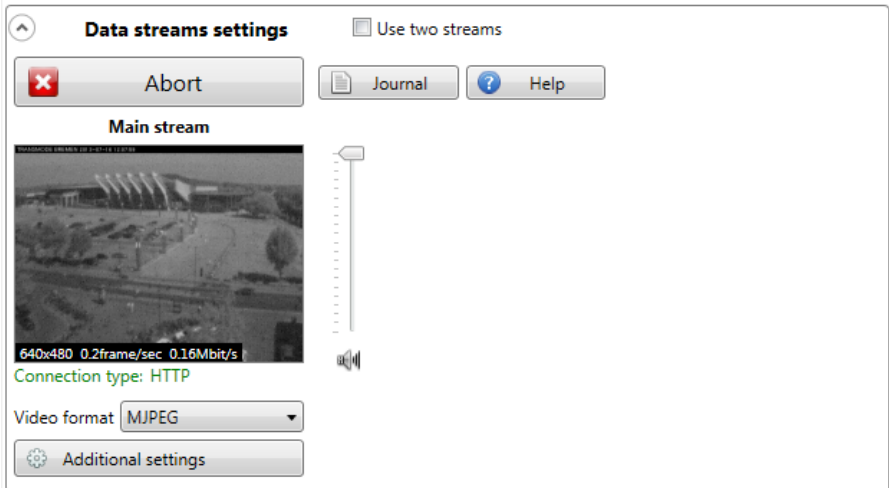 Data streams settings
Use two streams
Abort
Journal
Help
Main stream
640x480 0.2frame/sec 0.16Mbit/s
Connection type: HTTP
Video format MJPEG
Additional settings